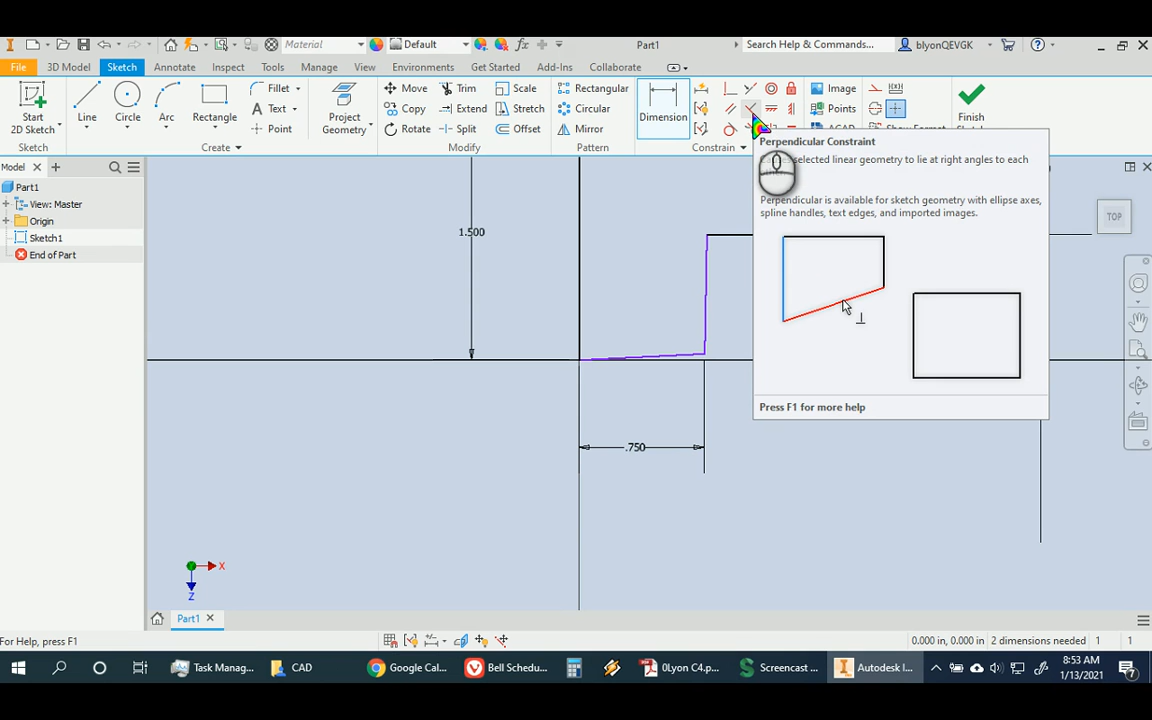 Material
Default
Part1
Search Help & Commands...
blyonQEVGK
File
3D Model
Sketch
Annotate
Inspect
Tools
Manage
View
Environments
Get Started
Add-Ins
Collaborate
Start
2D Sketch
Line
Circle
Arc
Rectangle
Fillet
Text
Point
Project
Geometry
Move
Copy
Rotate
Trim
Extend
Split
Scale
Stretch
Offset
Rectangular
Circular
Mirror
Dimension
Image
Points
ACAD
Show Format
Finish
Sketch
Create
Modify
Pattern
Constrain
Model
Perpendicular Constraint
selected linear geometry to lie at right angles to each
Perpendicular is available for sketch geometry with ellipse axes,
spline handles, text edges, and imported images.
Press F1 for more help
Part1
View: Master
Origin
Sketch1
End of Part
1.500
.750
TOP
X
Z
Part1
For Help, press F1
0.000 in, 0.000 in
2 dimensions needed
1
1
Task Manag...
CAD
Google Cal...
Bell Schedu...
0Lyon C4.p...
Screencast ...
Autodesk I...
8:53 AM
1/13/2021
7